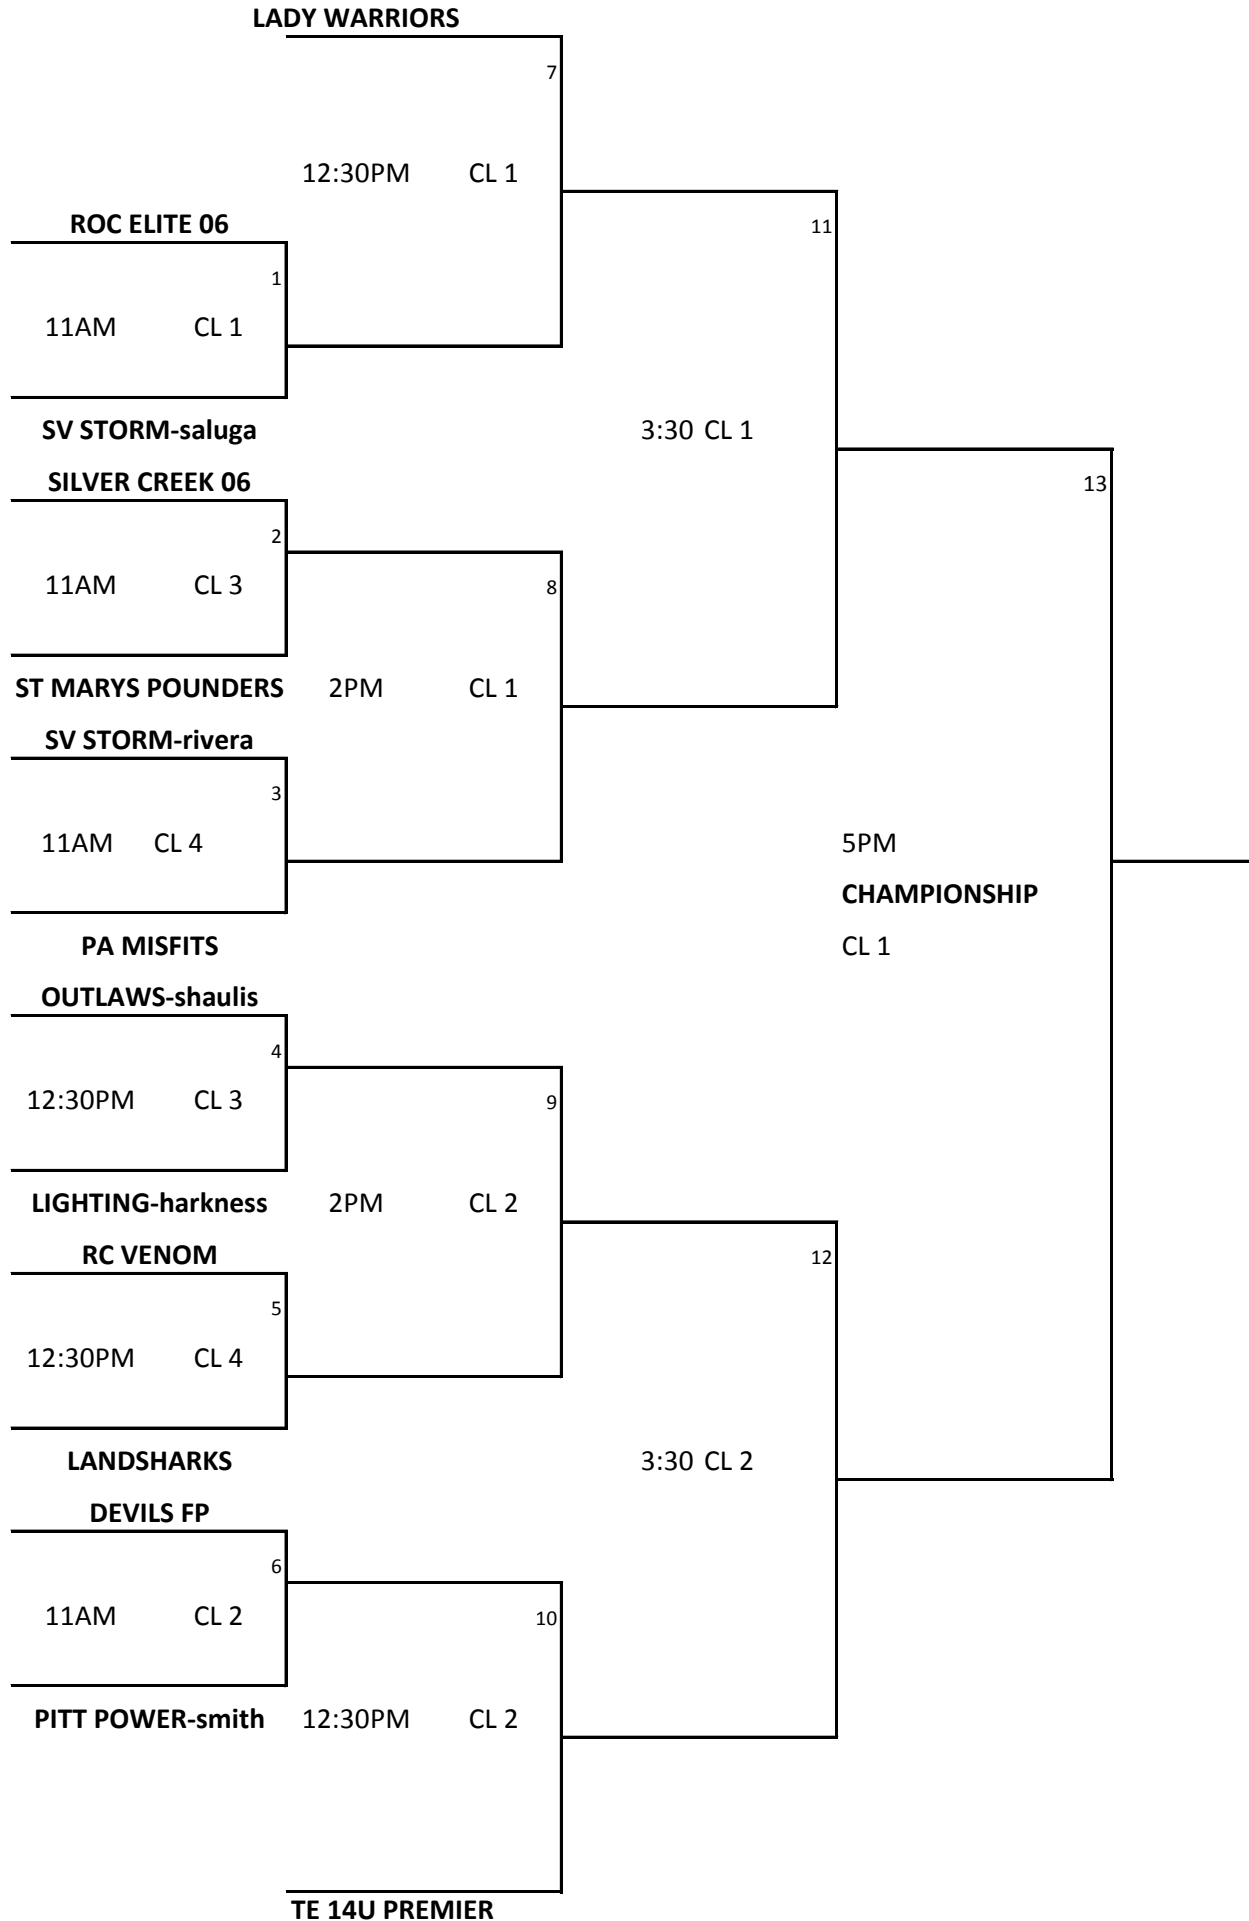 LADY WARRIORS
7
12:30PM CL 1
ROC ELITE 06
11
1
11AM CL 1
SV STORM-saluga
3:30 CL 1
SILVER CREEK 06
13
2
11AM CL 3
8
ST MARYS POUNDERS
2PM CL 1
SV STORM-rivera
3
11AM CL 4
5PM
CHAMPIONSHIP
PA MISFITS
CL 1
OUTLAWS-shaulis
4
12:30PM CL 3
9
LIGHTING-harkness
2PM CL 2
RC VENOM
12
5
12:30PM CL 4
LANDSHARKS
3:30 CL 2
DEVILS FP
6
11AM CL 2
10
PITT POWER-smith
12:30PM CL 2
TE 14U PREMIER